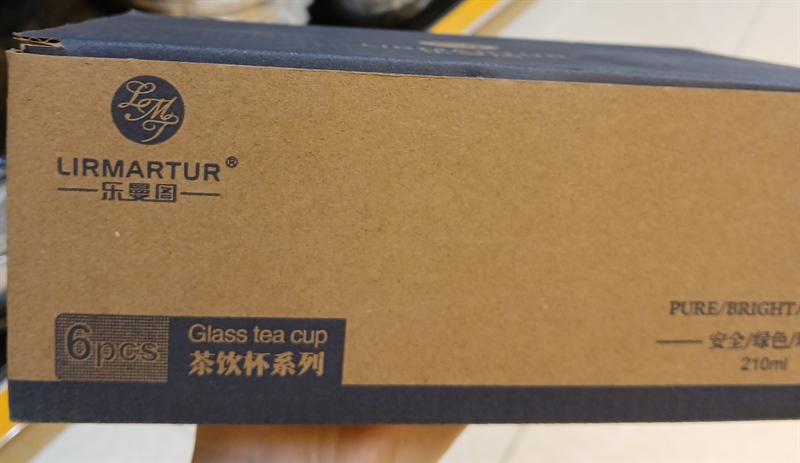 LMT
LIRMARTUR®
乐曼图
6pcs
Glass tea cup
茶饮杯系列
PURE/BRIGHT/
安全/绿色/
210ml